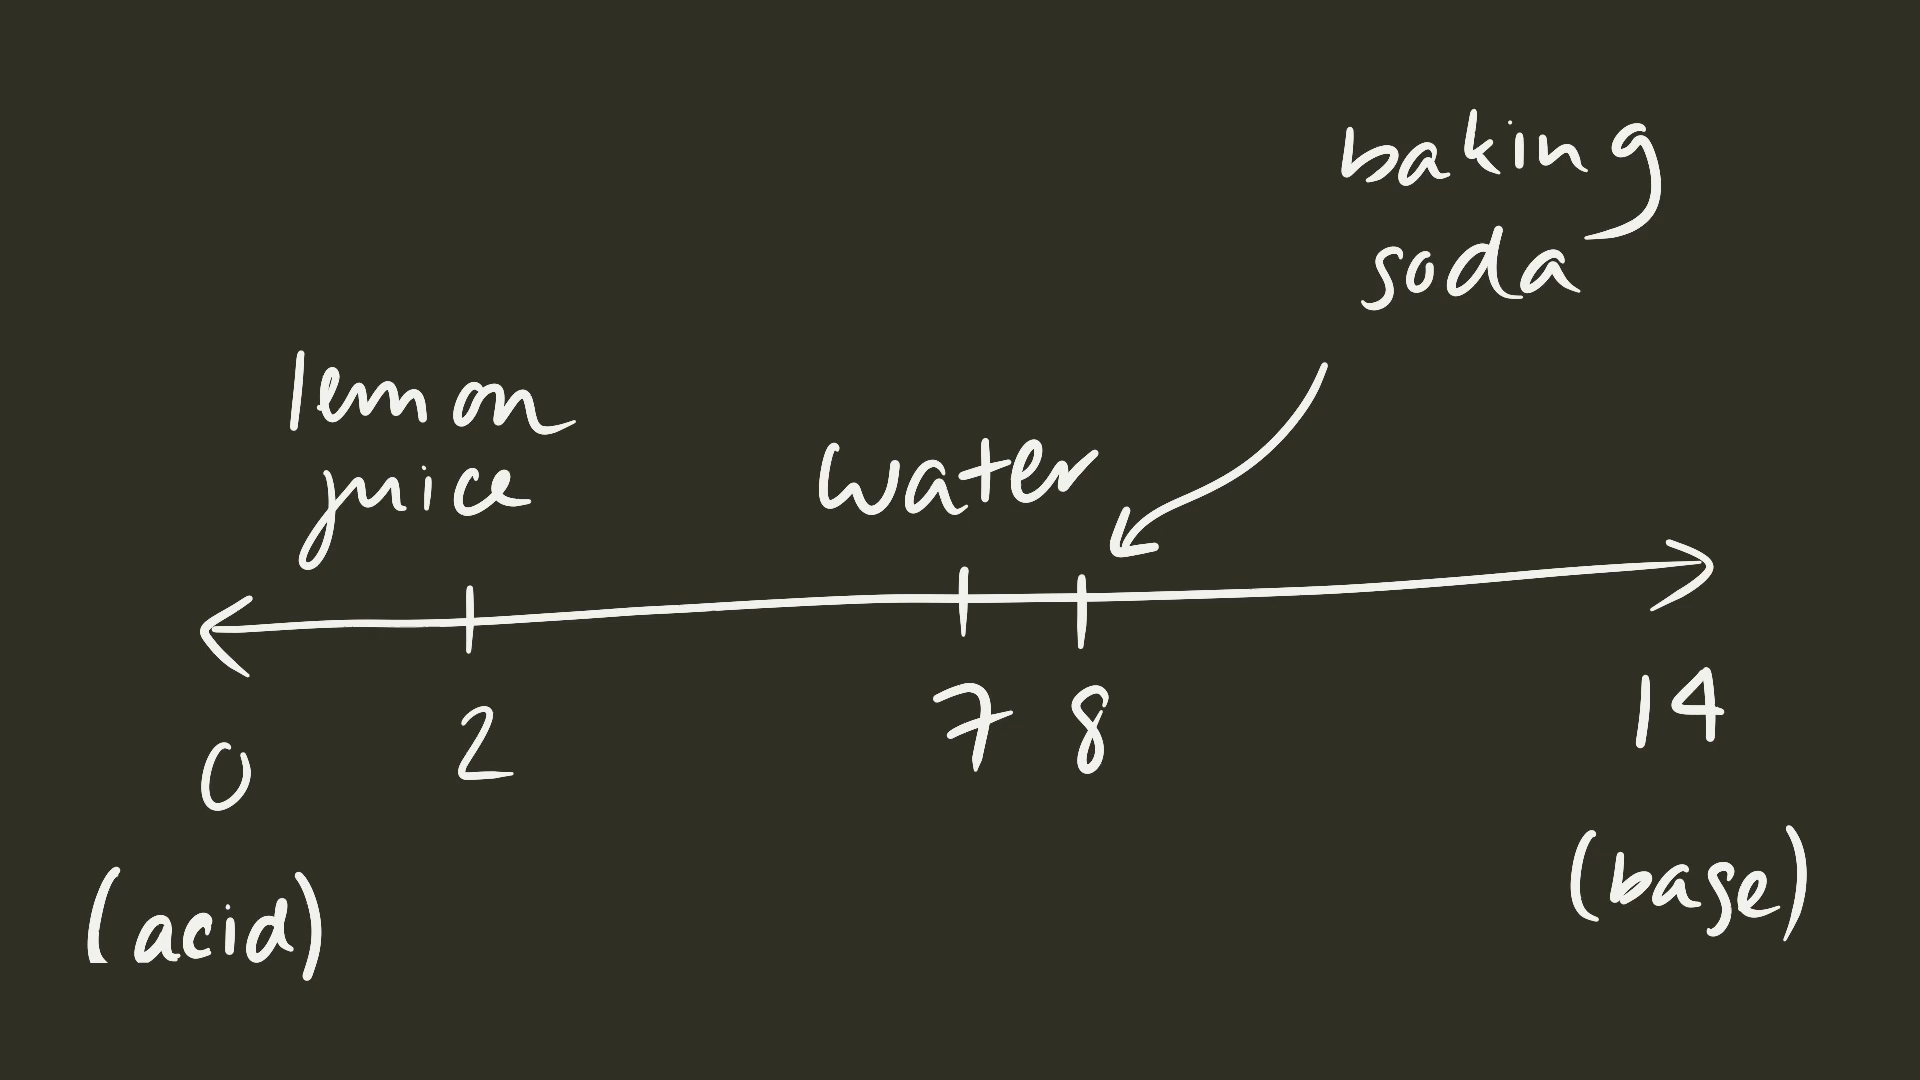 baking
soda
lemon
juice
water
0
2
7
8
14
(acid)
(base)